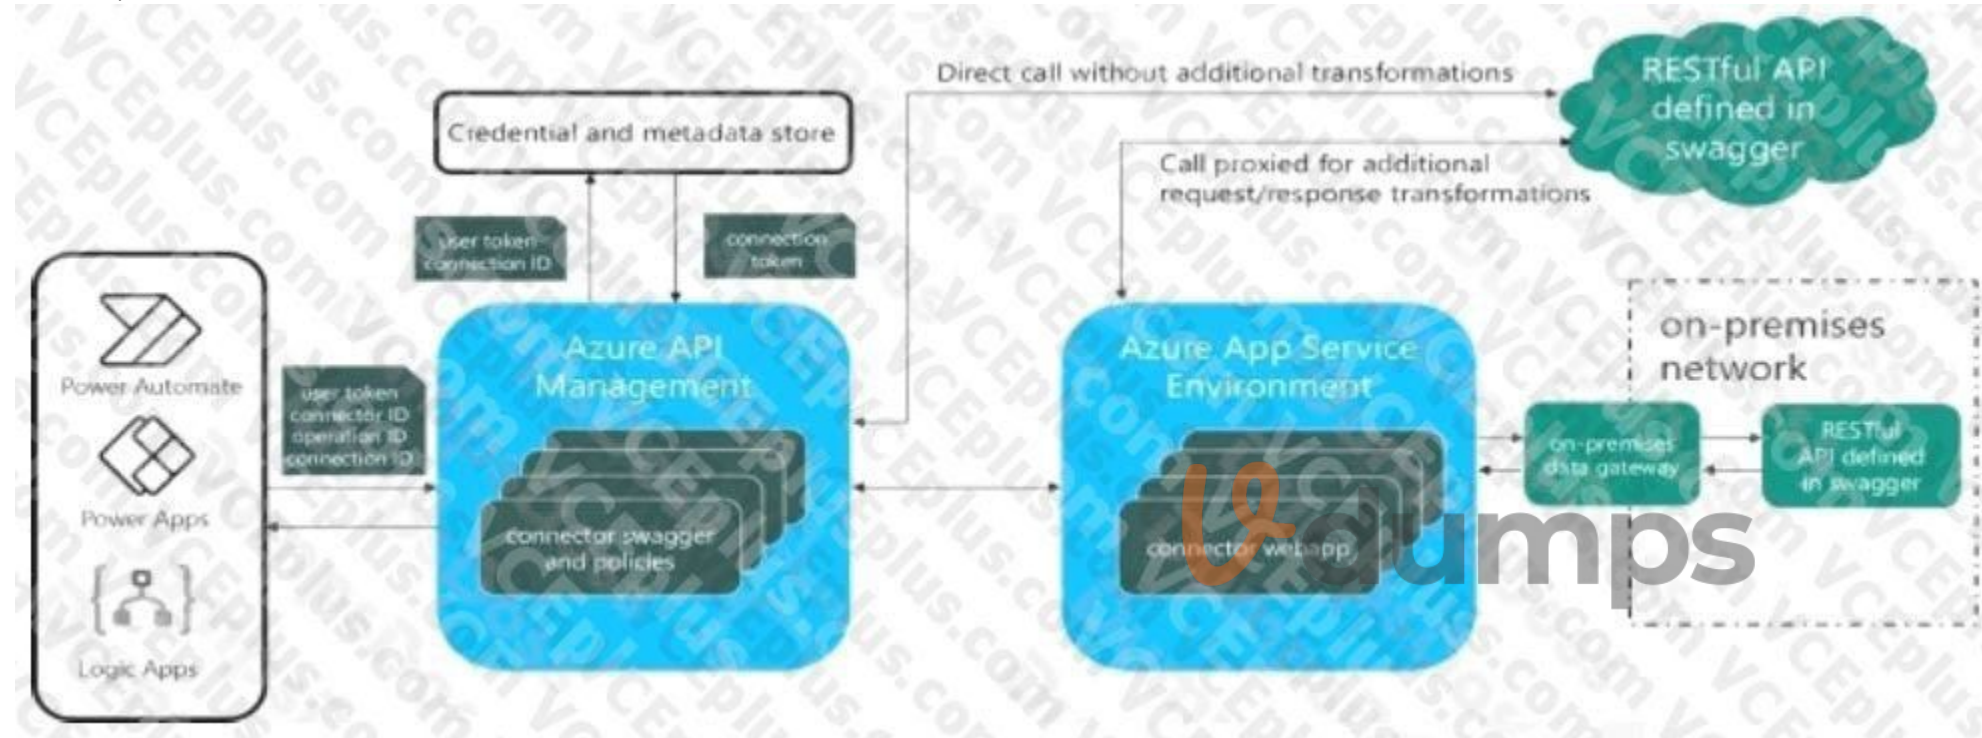 Direct call without additional transformations
RESTful API
defined in
swagger
Credential and metadata store
Call proxied for additional
request/response transformations
user token
connection ID
connection
token
Power Automate
Power Apps
Logic Apps
user token
connector ID
operation ID
connection ID
Azure API
Management
connector swagger
and policies
Azure App Service
Environment
connector webapp
on-premises
network
on-premises
data gateway
RESTful
API defined
in swagger
dumps
VCEplus.com